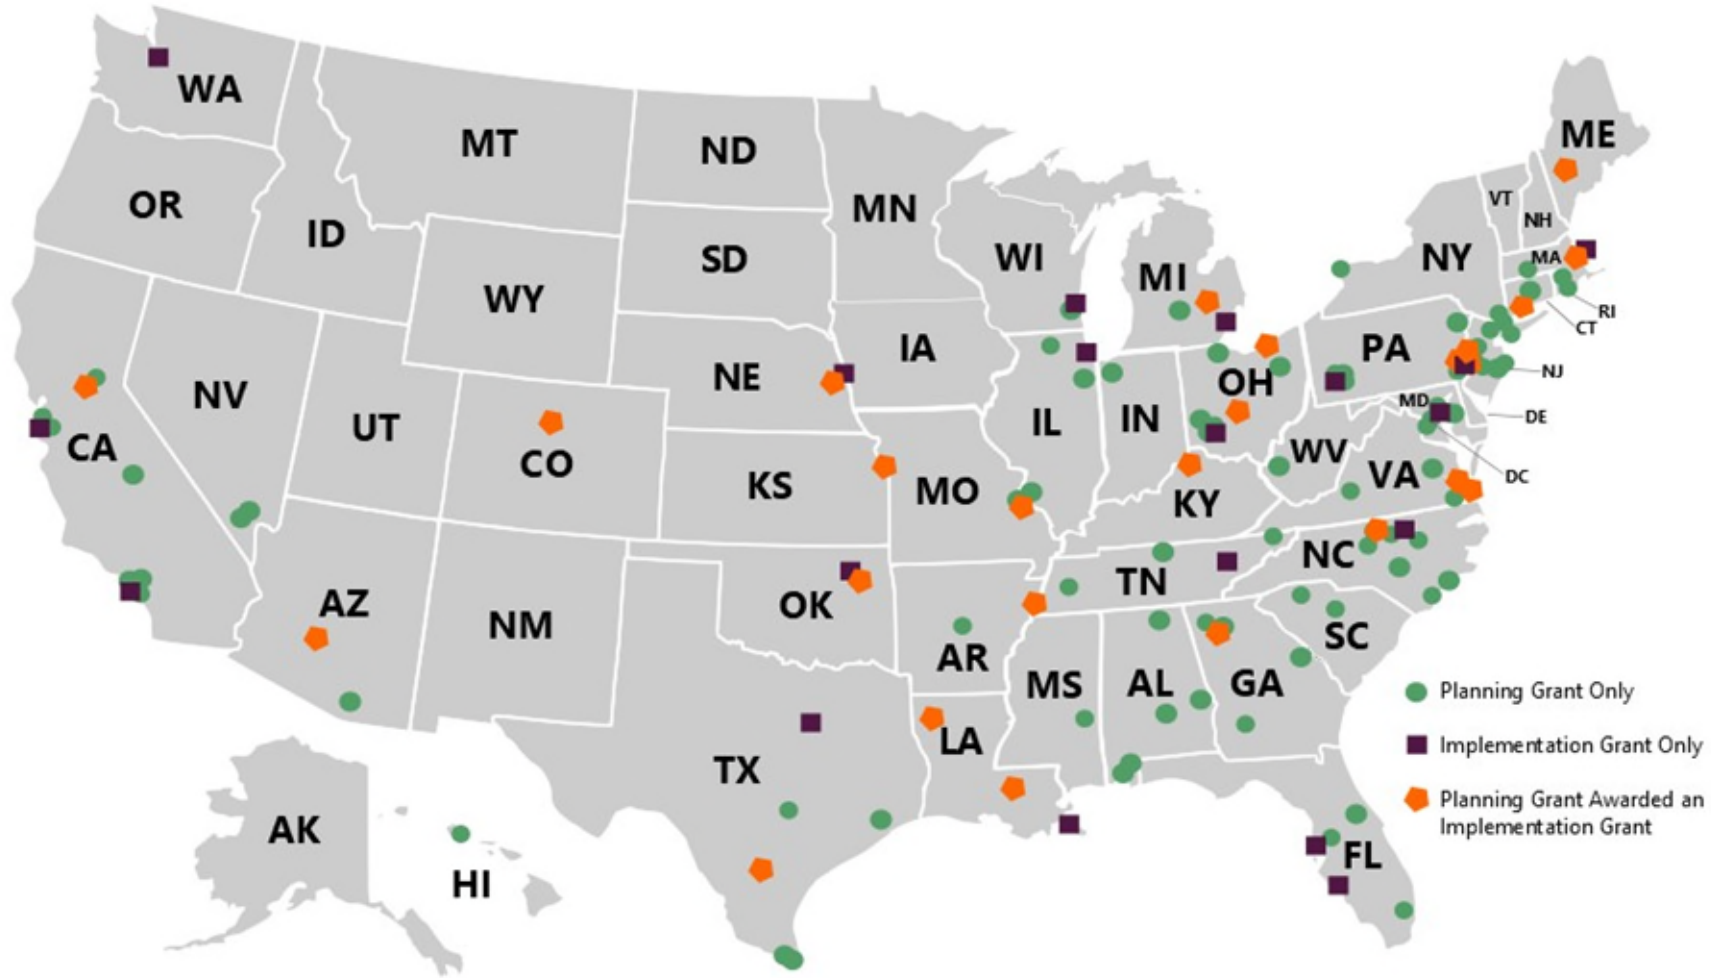 WA
MT
ND
ME
OR
ID
MN
VT
NH
SD
WI
MI
NY
MA
WY
RI
CT
IA
PA
NE
NV
OH
NJ
IL
IN
MD
DE
UT
CA
CO
WV
KS
MO
VA
DC
KY
NC
TN
AZ
OK
NM
SC
AR
MS
AL
GA
Planning Grant Only
LA
Implementation Grant Only
TX
Planning Grant Awarded an
Implementation Grant
AK
FL
HI